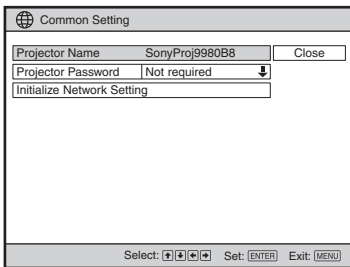 Common Setting
Projector Name SonyProj9980B8 Close
Projector Password Not required
Initialize Network Setting
Select: Set: ENTER Exit: MENU